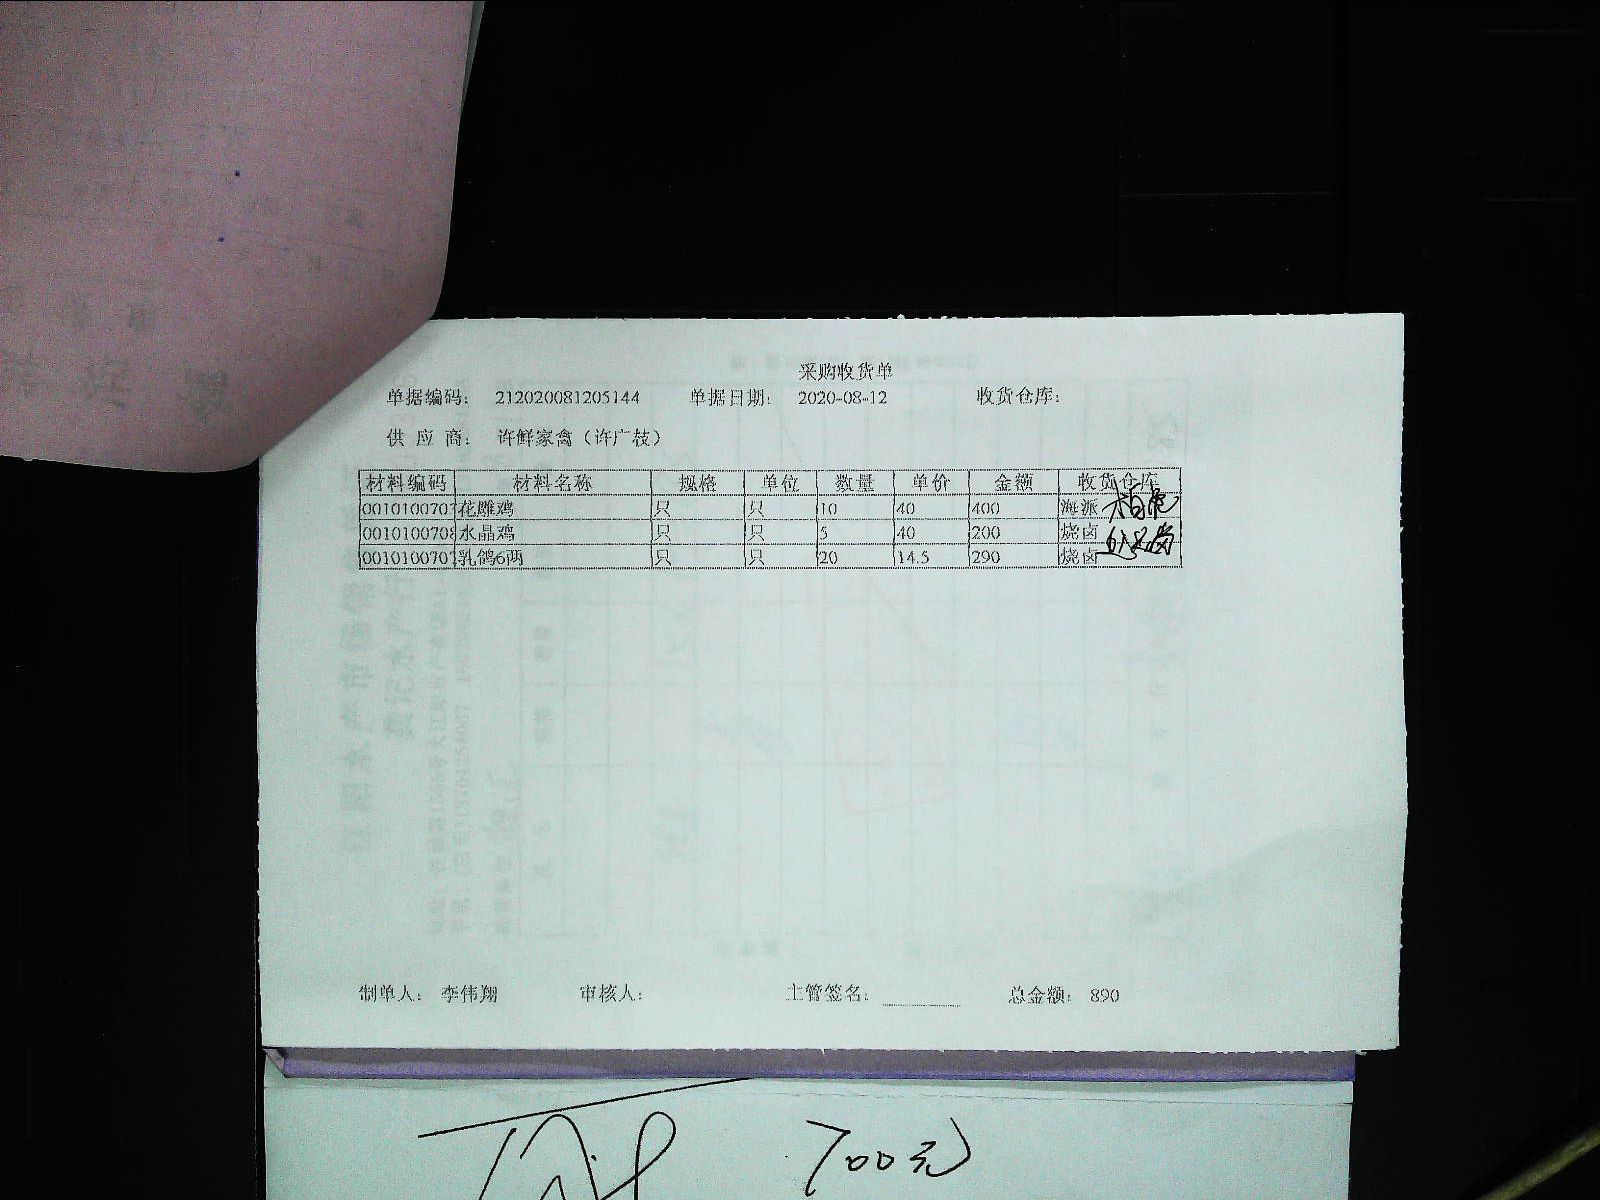 采购收货单
单据编码： 212020081205144 单据日期： 2020-08-12 收货仓库：
供 应 商： 许鲜家禽（许广枝）
材料编码 材料名称 规格 单位 数量 单价 金额 收货仓库
0010100707 花雕鸡 只 只 10 40 400 海派
0010100708 水晶鸡 只 只 5 40 200 烧卤
0010100707 乳鸽6两 只 只 20 14.5 290 烧卤
制单人： 李伟翔 审核人： 主管签名： 总金额： 890
700元